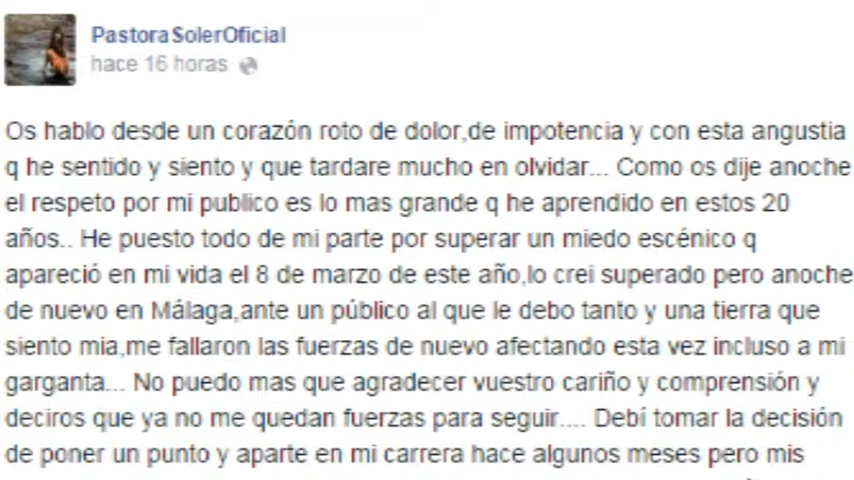 PastoraSolerOficial
hace 16 horas
Os hablo desde un corazón roto de dolor,de impotencia y con esta angustia
q he sentido y siento y que tardare mucho en olvidar... Como os dije anoche
el respeto por mi publico es lo mas grande q he aprendido en estos 20
años.. He puesto todo de mi parte por superar un miedo escénico q
apareció en mi vida el 8 de marzo de este año,lo crei superado pero anoche
de nuevo en Málaga,ante un público al que le debo tanto y una tierra que
siento mia,me fallaron las fuerzas de nuevo afectando esta vez incluso a mi
garganta... No puedo mas que agradecer vuestro cariño y comprensión y
deciros que ya no me quedan fuerzas para seguir.... Debí tomar la decisión
de poner un punto y aparte en mi carrera hace algunos meses pero mis